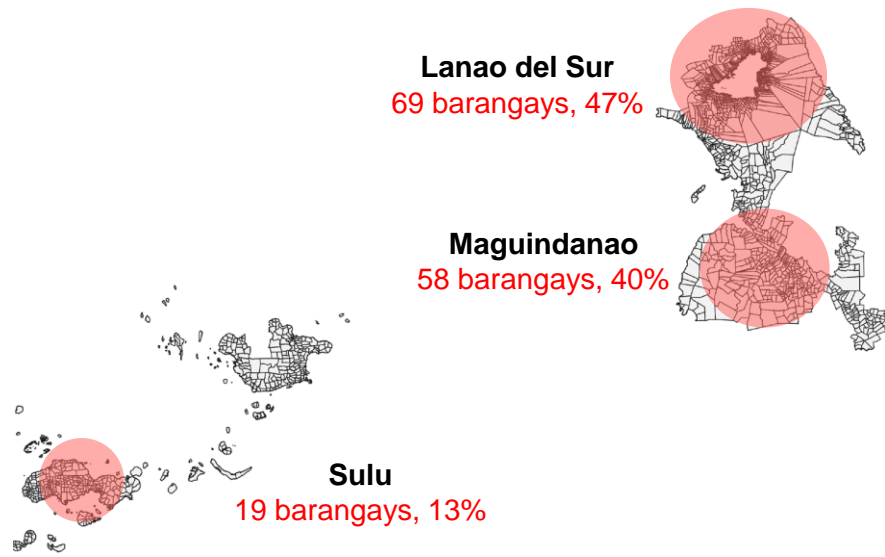 Lanao del Sur
69 barangays, 47%
Maguindanao
58 barangays, 40%
Sulu
19 barangays, 13%